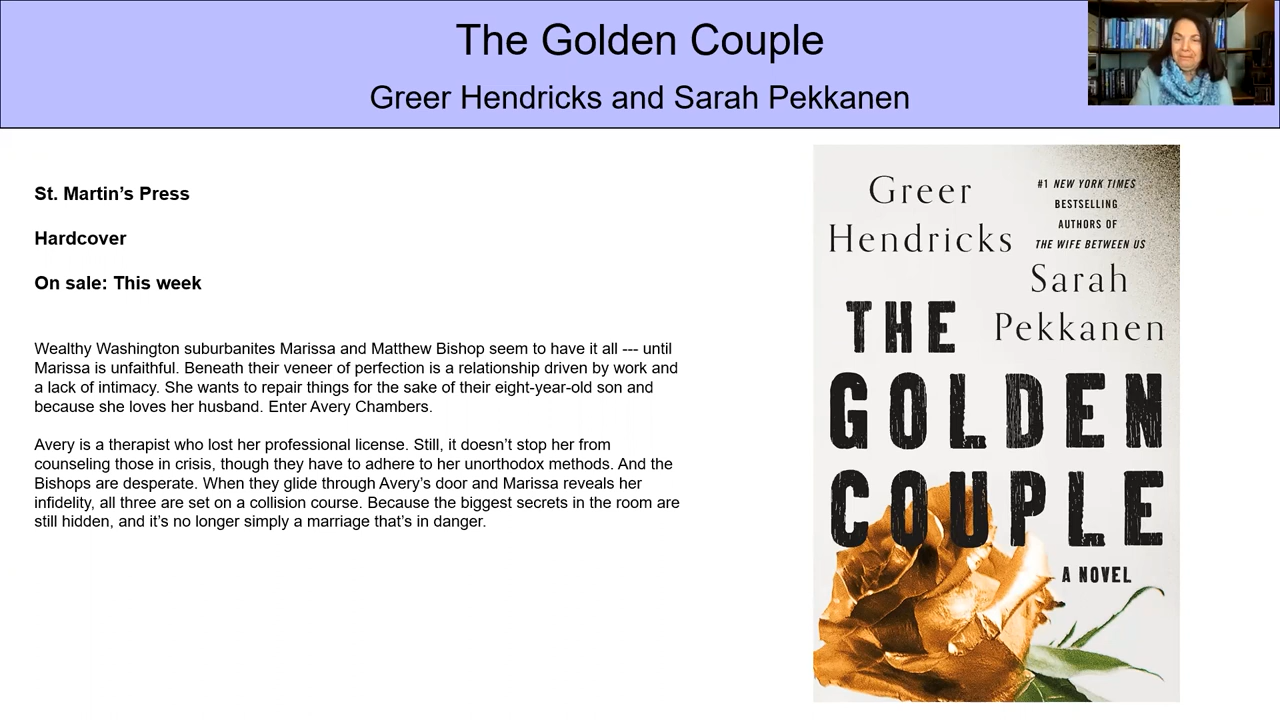 The Golden Couple
Greer Hendricks and Sarah Pekkanen
St. Martin’s Press
Hardcover
On sale: This week
Wealthy Washington suburbanites Marissa and Matthew Bishop seem to have it all --- until
Marissa is unfaithful. Beneath their veneer of perfection is a relationship driven by work and
a lack of intimacy. She wants to repair things for the sake of their eight-year-old son and
because she loves her husband. Enter Avery Chambers.
Avery is a therapist who lost her professional license. Still, it doesn’t stop her from
counseling those in crisis, though they have to adhere to her unorthodox methods. And the
Bishops are desperate. When they glide through Avery’s door and Marissa reveals her
infidelity, all three are set on a collision course. Because the biggest secrets in the room are
still hidden, and it’s no longer simply a marriage that’s in danger.
Greer
Hendricks
#1 NEW YORK TIMES
BESTSELLING
AUTHORS OF
THE WIFE BETWEEN US
Sarah
Pekkanen
THE
GOLDEN
COUPLE
A NOVEL